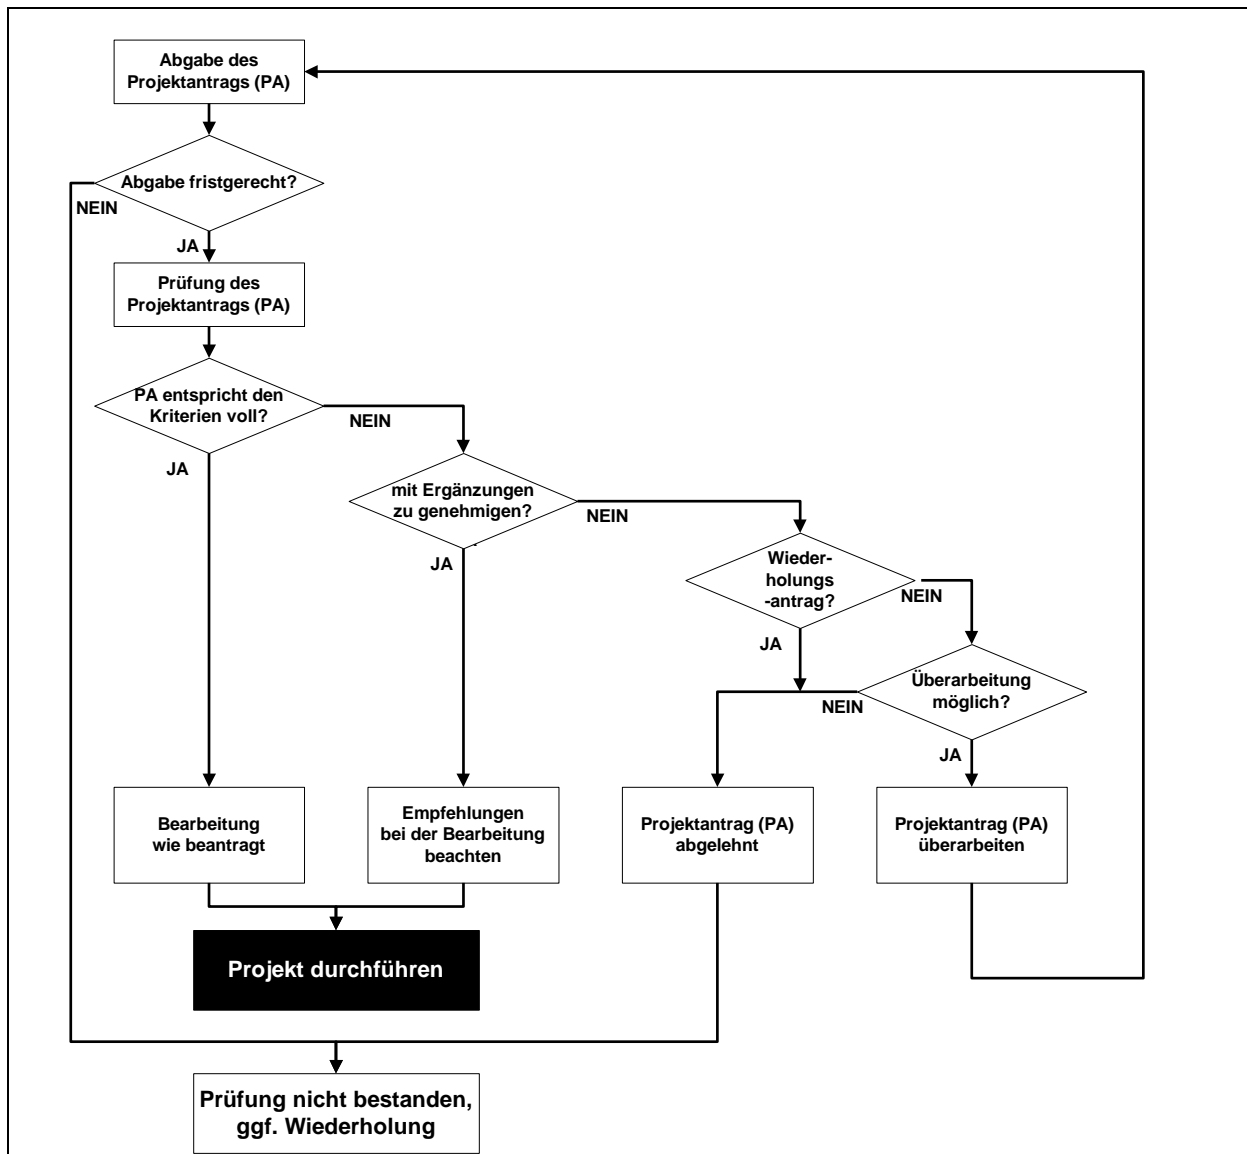 Abgabe des
Projektantrags (PA)
Abgabe fristgerecht?
NEIN
JA
Prüfung des
Projektantrags (PA)
PA entspricht den
Kriterien voll?
NEIN
JA
mit Ergänzungen
zu genehmigen?
NEIN
JA
Wieder-
holungs
-antrag?
NEIN
JA
Überarbeitung
möglich?
NEIN
JA
Bearbeitung
wie beantragt
Empfehlungen
bei der Bearbeitung
beachten
Projektantrag (PA)
abgelehnt
Projektantrag (PA)
überarbeiten
Projekt durchführen
Prüfung nicht bestanden,
ggf. Wiederholung